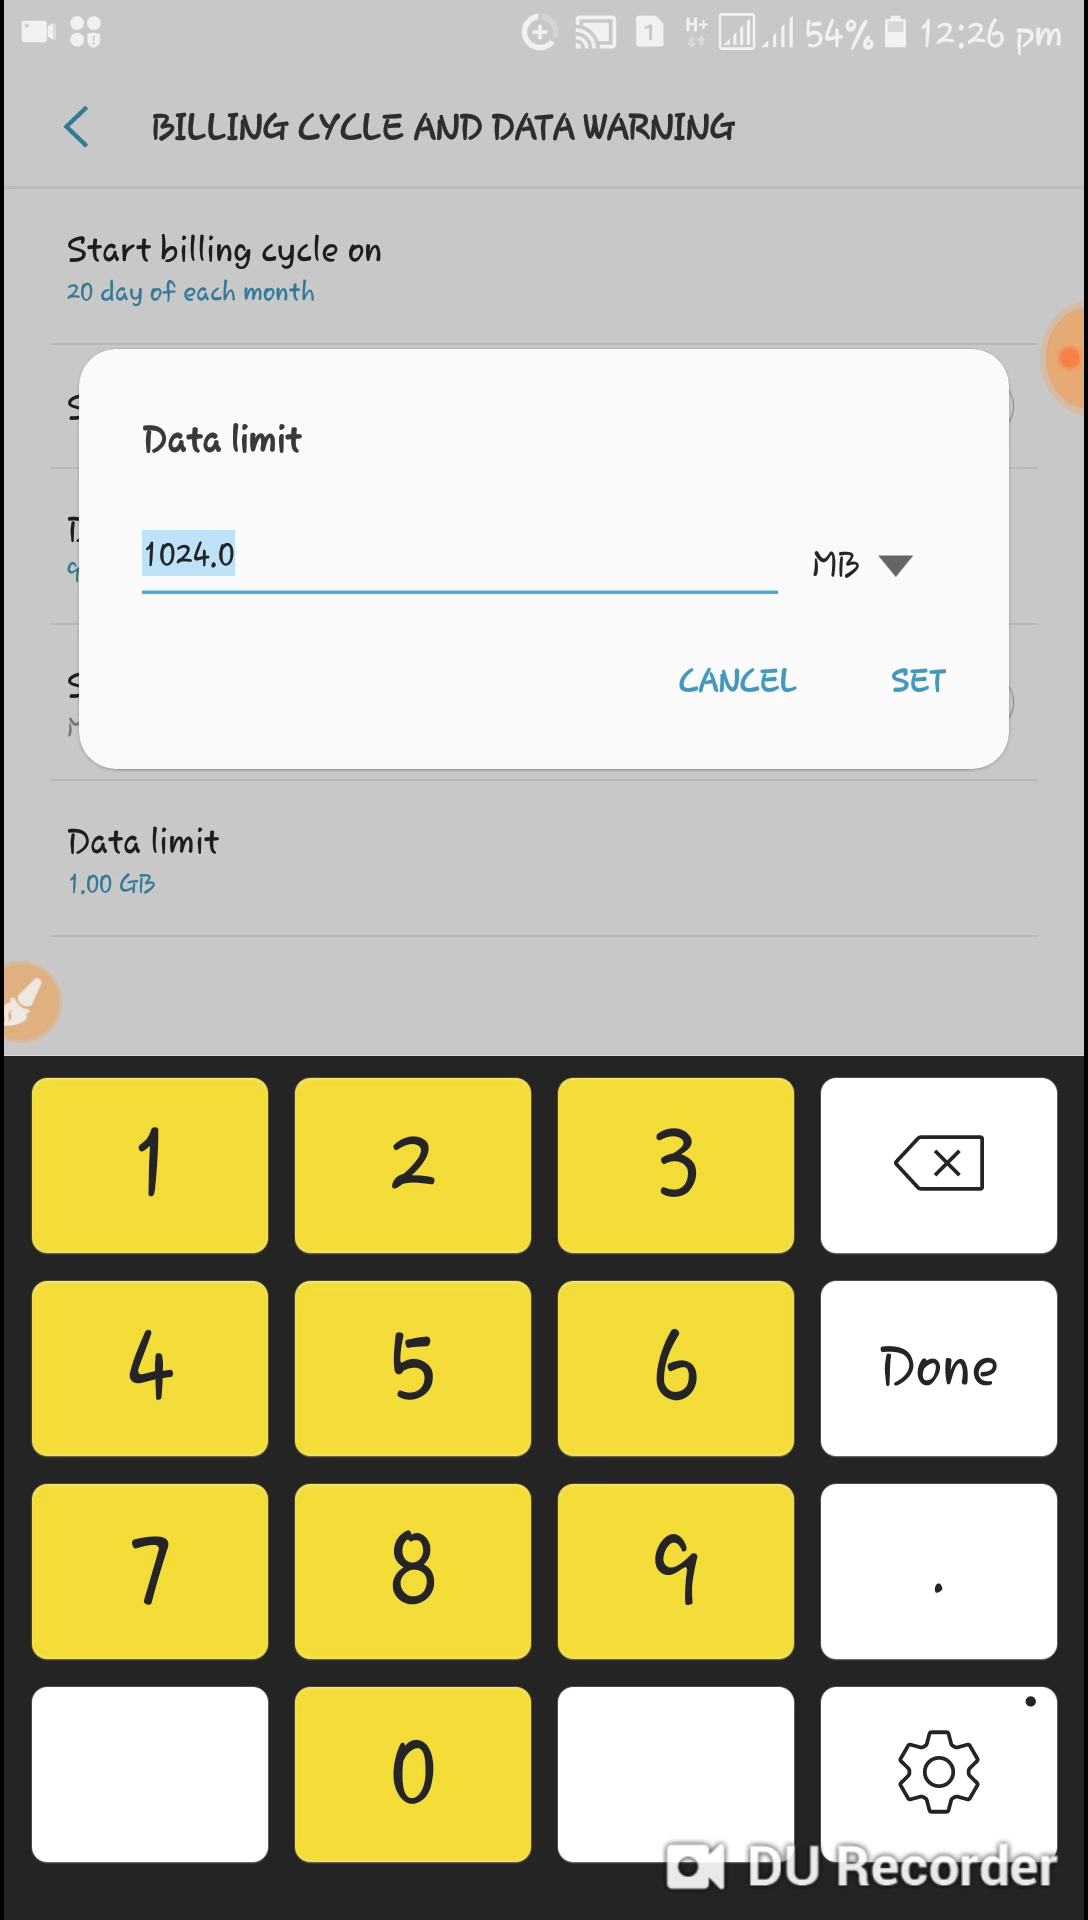 H+ 54% 12:26 pm
1
BILLING CYCLE AND DATA WARNING
Start billing cycle on
20 day of each month
Data limit
1024.0
MB
CANCEL SET
Data limit
1.00 GB
1 2 3
4 5 6 Done
7 8 9 .
0
DU Recorder